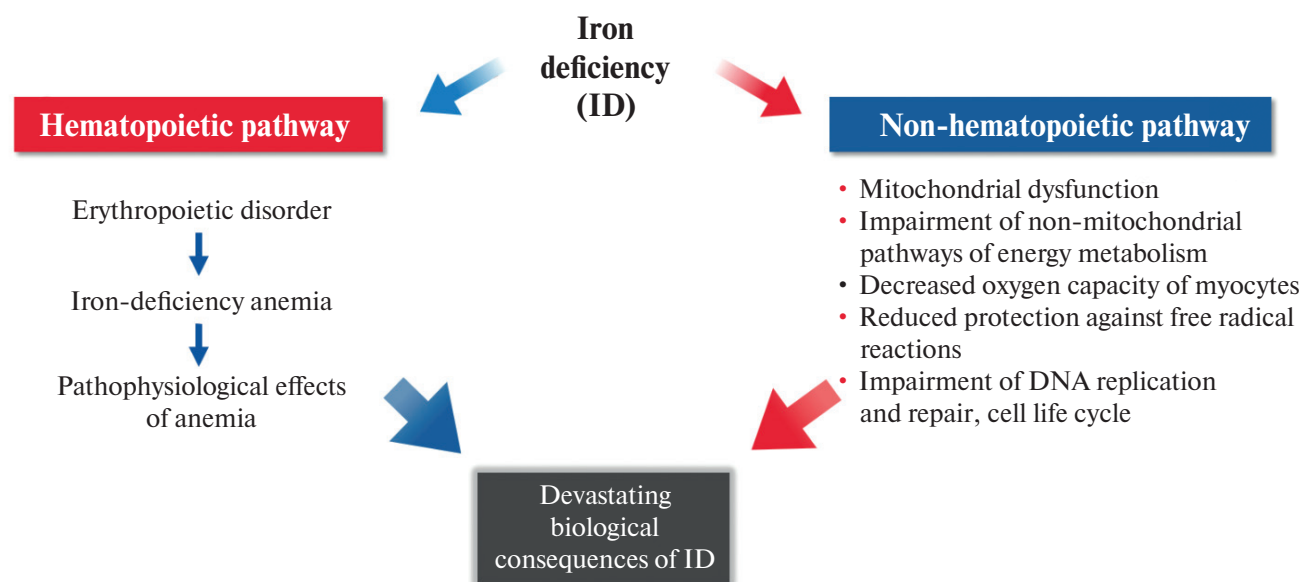 Iron
deficiency
(ID)
Hematopoietic pathway
Erythropoietic disorder
Iron-deficiency anemia
Pathophysiological effects
of anemia
Non-hematopoietic pathway
• Mitochondrial dysfunction
• Impairment of non-mitochondrial
pathways of energy metabolism
• Decreased oxygen capacity of myocytes
• Reduced protection against free radical
reactions
• Impairment of DNA replication
and repair, cell life cycle
Devastating
biological
consequences of ID